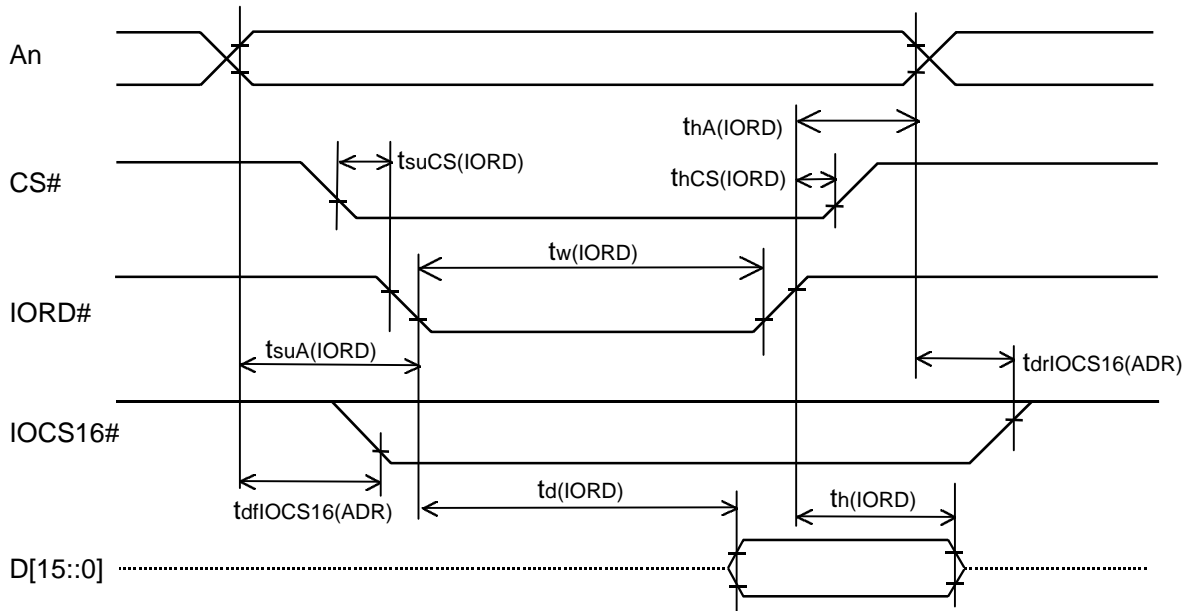 An
thA(IORD)
CS#
tsuCS(IORD)
thCS(IORD)
tw(IORD)
IORD#
tsuA(IORD)
tdrIOCS16(ADR)
IOCS16#
td(IORD)
th(IORD)
tdfIOCS16(ADR)
D[15::0]